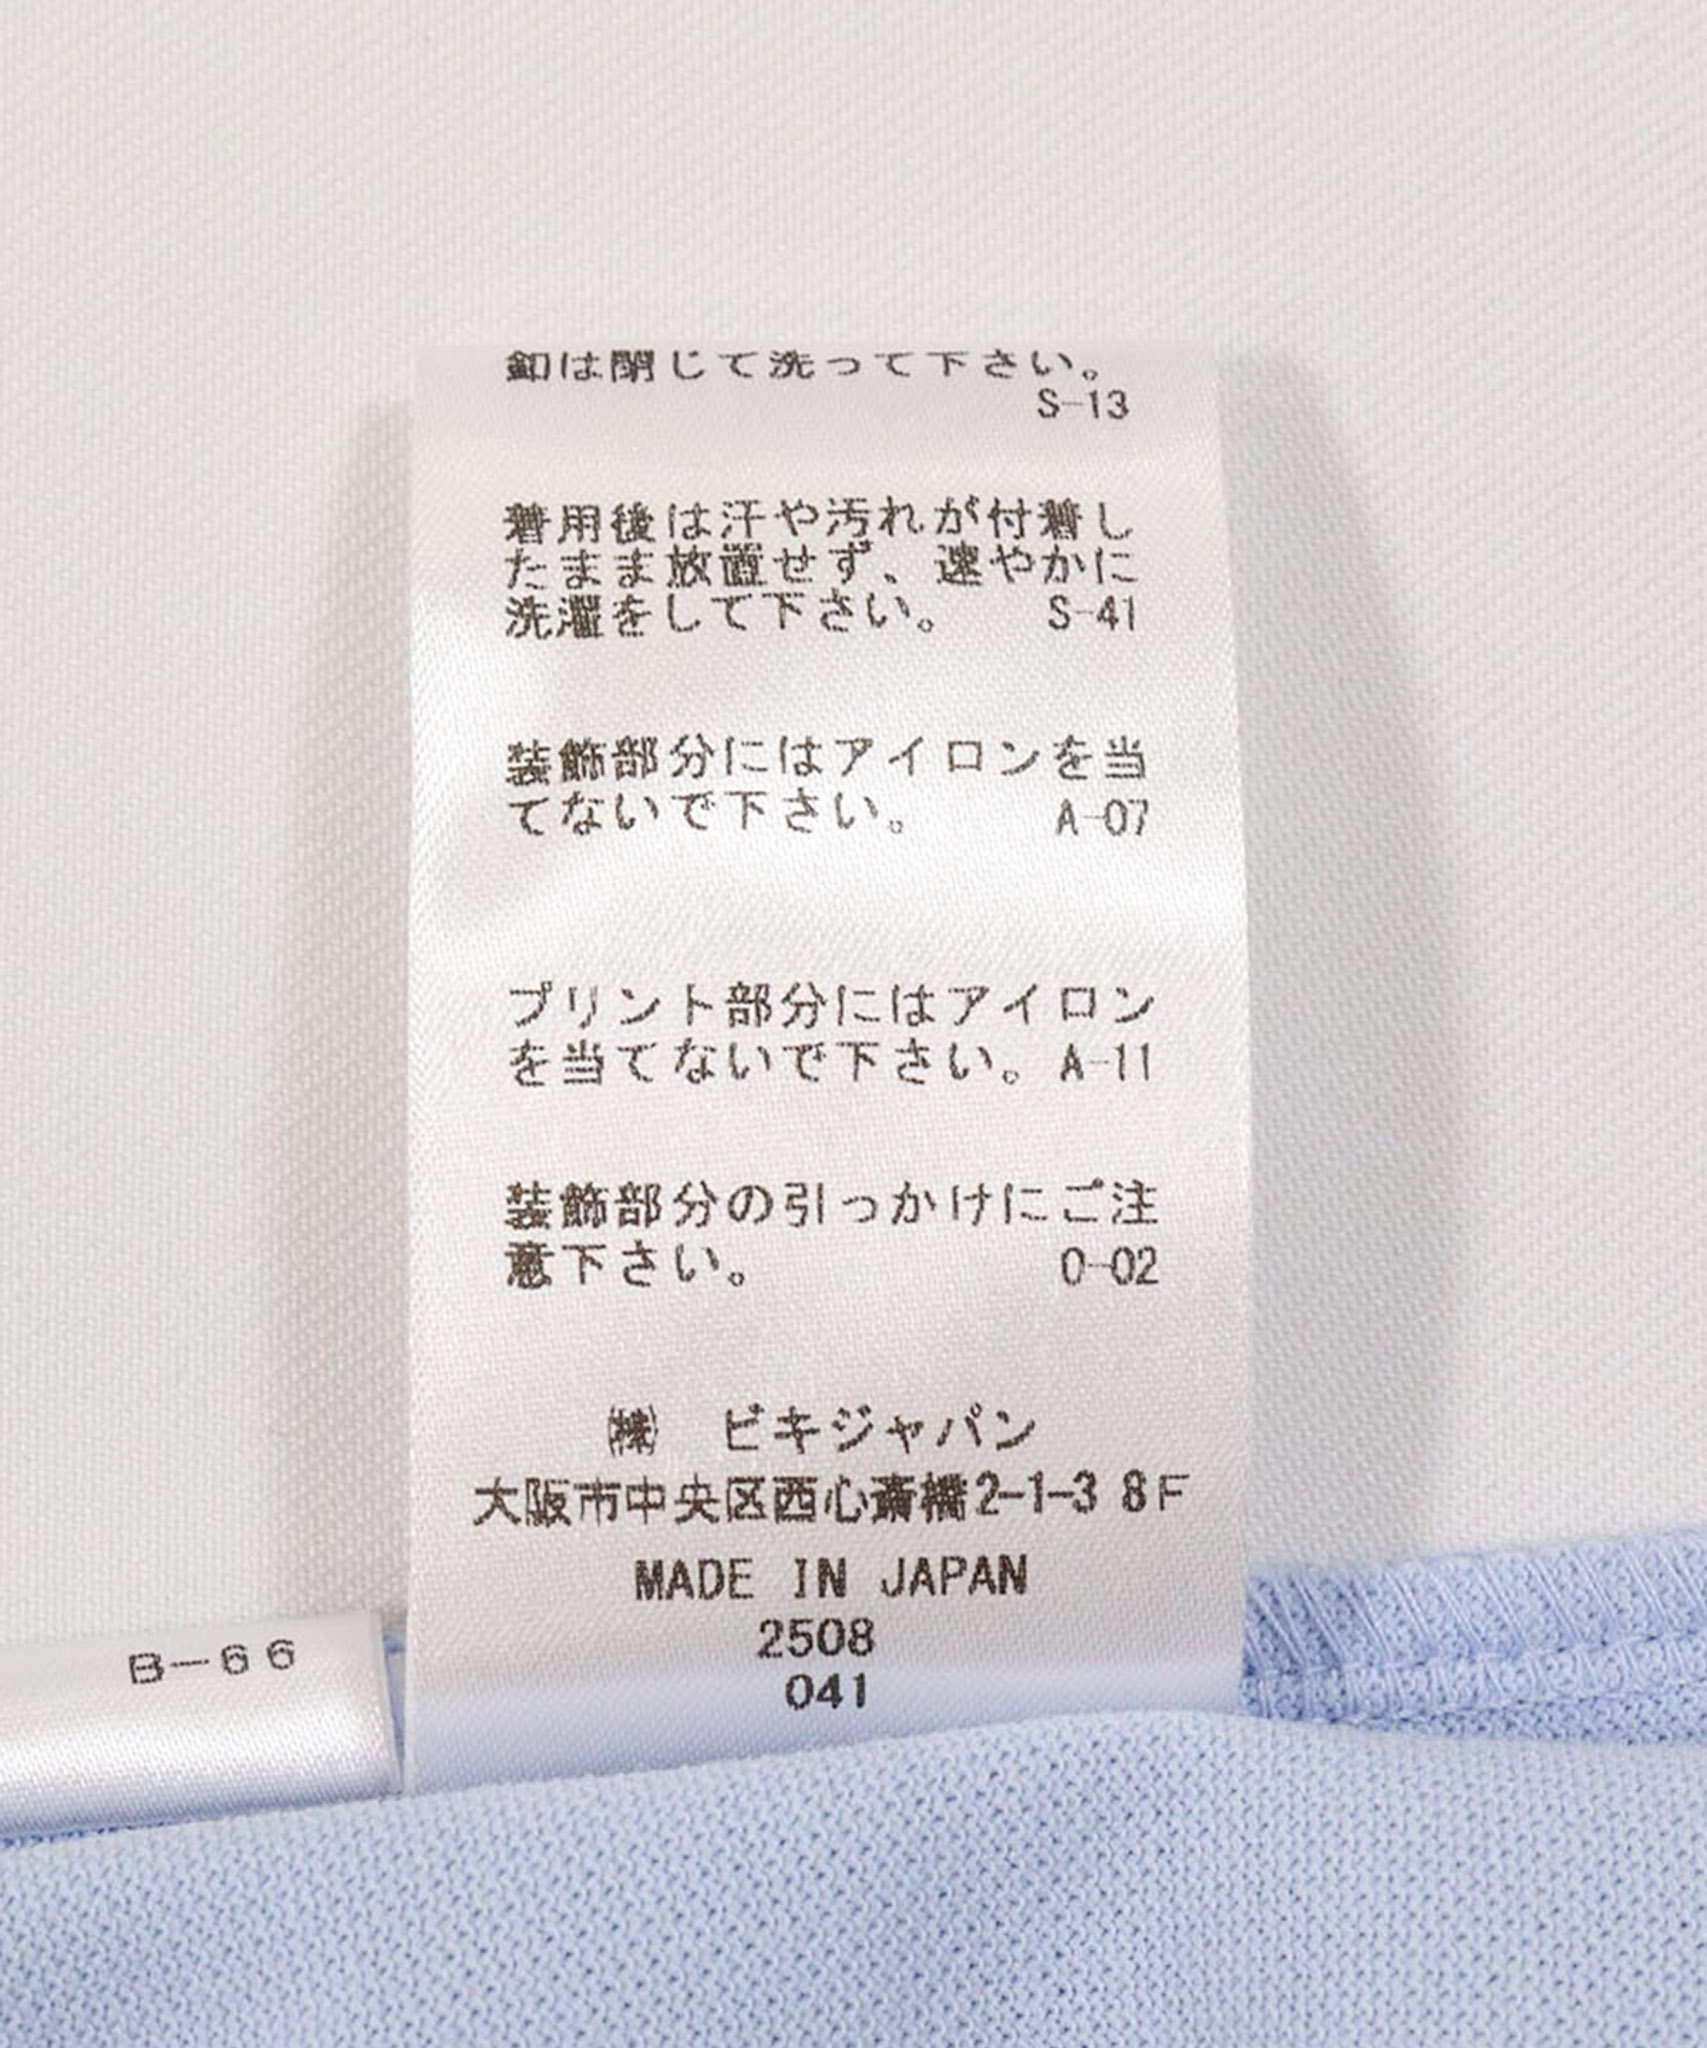 釦は閉じて洗って下さい。
S-13
着用後は汗や汚れが付着し
たまま放置せず、速やかに
洗濯をして下さい。 S-41
装飾部分にはアイロンを当
てないで下さい。 A-07
プリント部分にはアイロン
を当てないで下さい。A-11
装飾部分の引っかけにご注
意下さい。 O-02
㈱ ビキジャパン
大阪市中央区西心斎橋2-1-3 8F
MADE IN JAPAN
2508
041
B-66